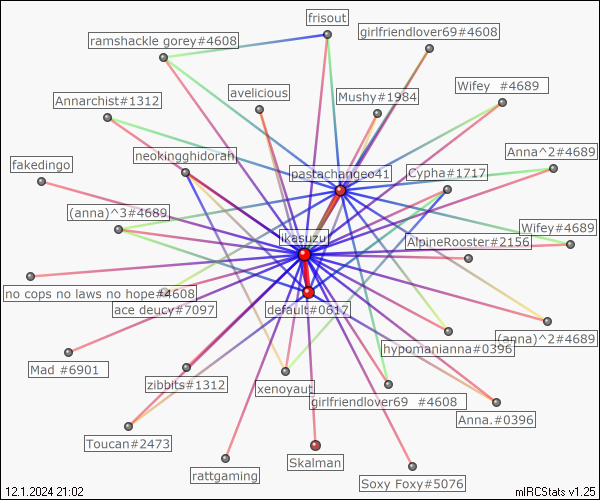 frisout
girlfriendlover69#4608
ramshackle gorey#4608
Wifey #4689
avelicious
Mushy#1984
Annarchist#1312
Anna^2#4689
neokingghidorah
fakedingo
pastachangeo41
Cypha#1717
(anna)^3#4689
Wifey#4689
ikasuzu
AlpineRooster#2156
no cops no laws no hope#4608
ace deucy#7097
default#0617
(anna)^2#4689
hypomanianna#0396
Mad #6901
zibbits#1312
xenoyaut
girlfriendlover69 #4608
Anna.#0396
Toucan#2473
Skalman
rattgaming
Soxy Foxy#5076
12.1.2024 21:02
mIRCStats v1.25